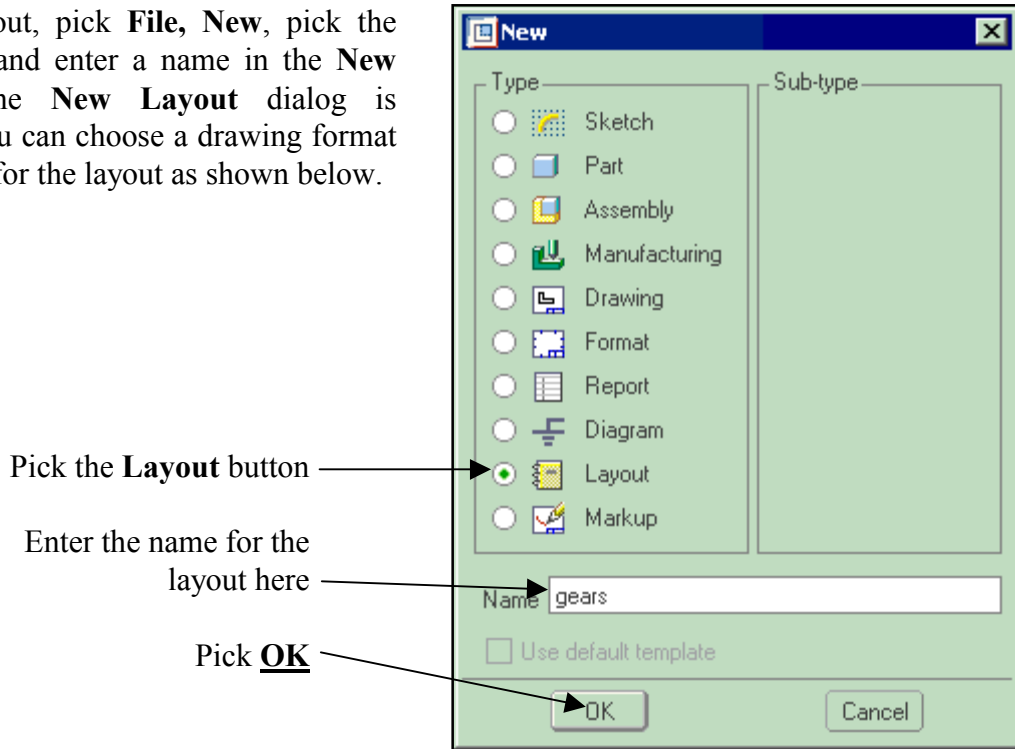 out, pick File, New, pick the
and enter a name in the New
he New Layout dialog is
u can choose a drawing format
for the layout as shown below.
New
Type
Sketch
Part
Assembly
Manufacturing
Drawing
Format
Report
Diagram
Layout
Markup
Sub-type
Pick the Layout button
Enter the name for the
layout here
Name gears
Use default template
Pick OK
OK
Cancel